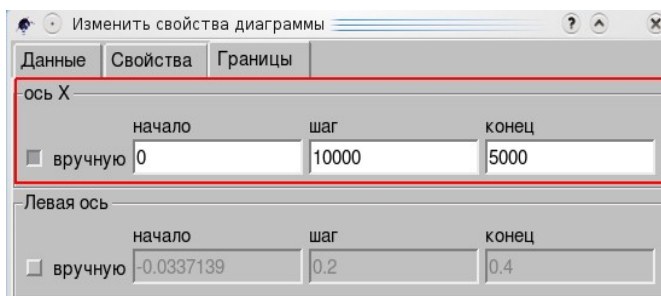 Изменить свойства диаграммы
Данные Свойства Границы
ось X
начало шаг конец
вручную 0 10000 5000
Левая ось
начало шаг конец
вручную -0.0337139 0.2 0.4